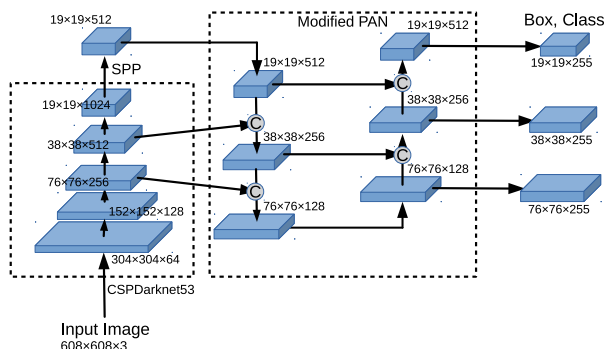 19×19×512
SPP
19×19×1024
38×38×512
76×76×256
152×152×128
304×304×64
CSPDarknet53
Input Image
608×608×3
Modified PAN
19×19×512
C
38×38×256
C
76×76×128
19×19×512
C
38×38×256
C
76×76×128
Box, Class
19×19×255
38×38×255
76×76×255